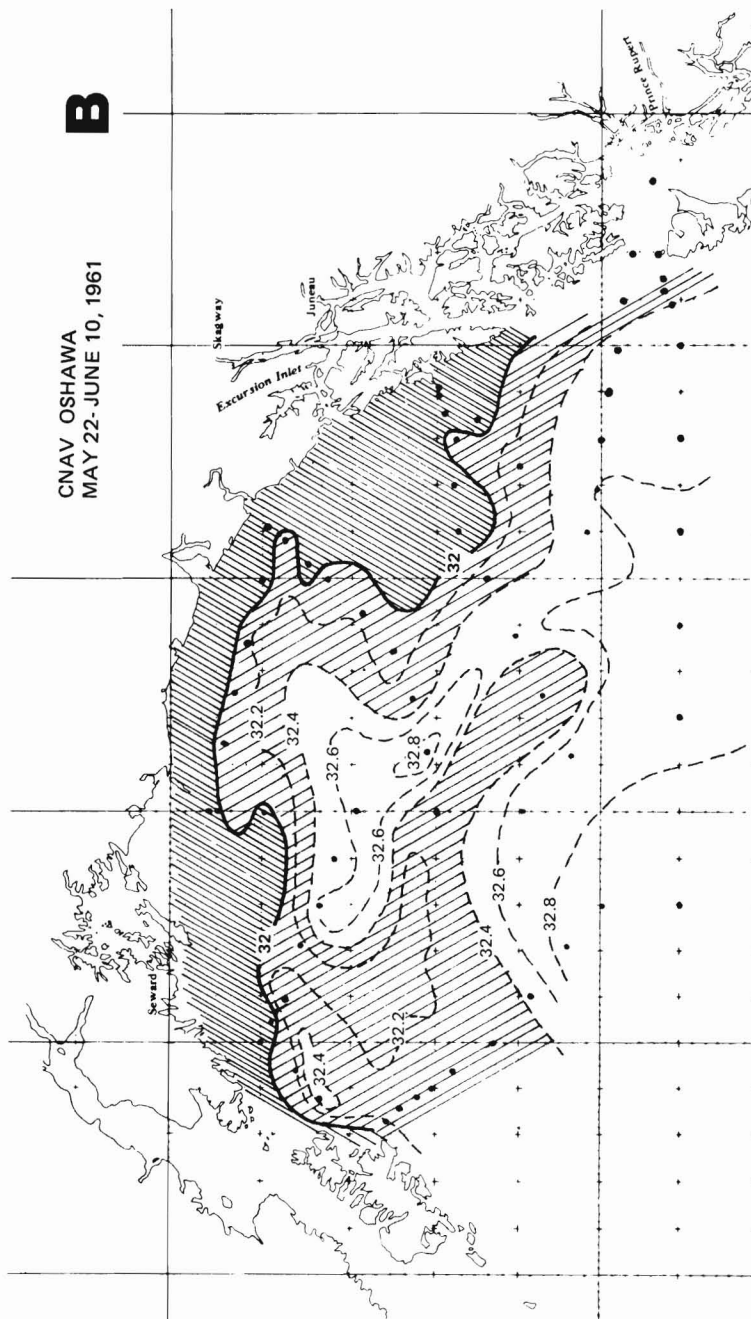 B
CNAV OSHAWA
MAY 22- JUNE 10, 1961
Skagway
Juneau
Excursion Inlet
Prince Rupert
Seward
32
32
32.2
32.4
32.6
32.8
32.6
32.4
32.2
32.4
32.6
32.8